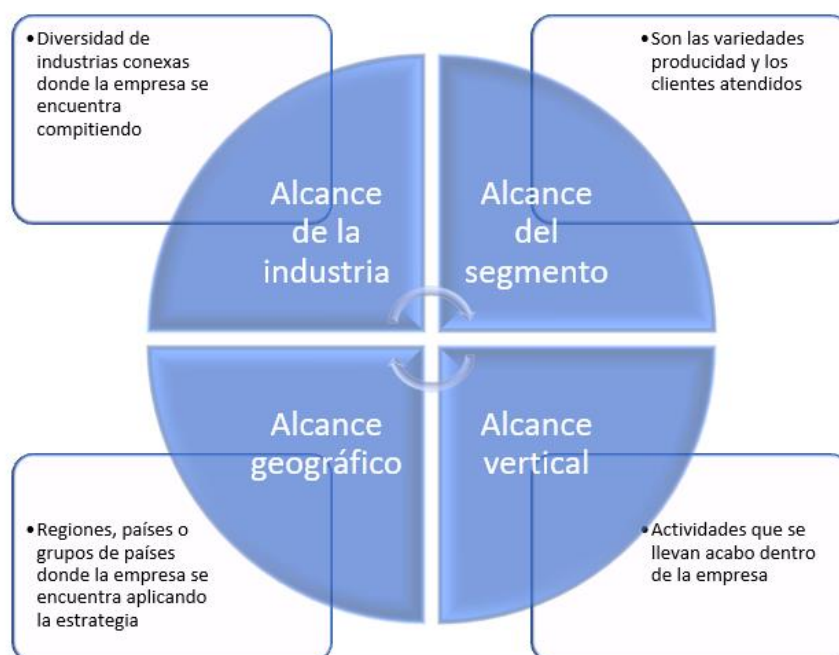 •Diversidad de
industrias conexas
donde la empresa se
encuentra
compitiendo
•Son las variedades
producidad y los
clientes atendidos
Alcance
de la
industria
Alcance
del
segmento
Alcance
geográfico
Alcance
vertical
•Regiones, países o
grupos de países
donde la empresa se
encuentra aplicando
la estrategia
•Actividades que se
llevan acabo dentro
de la empresa